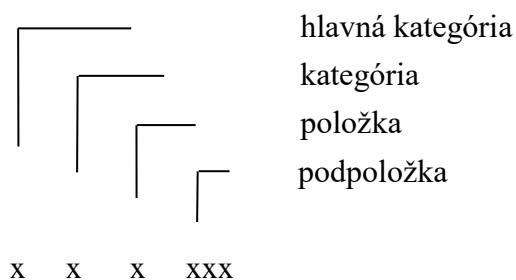 hlavná kategória
kategória
položka
podpoložka
x x x xxx